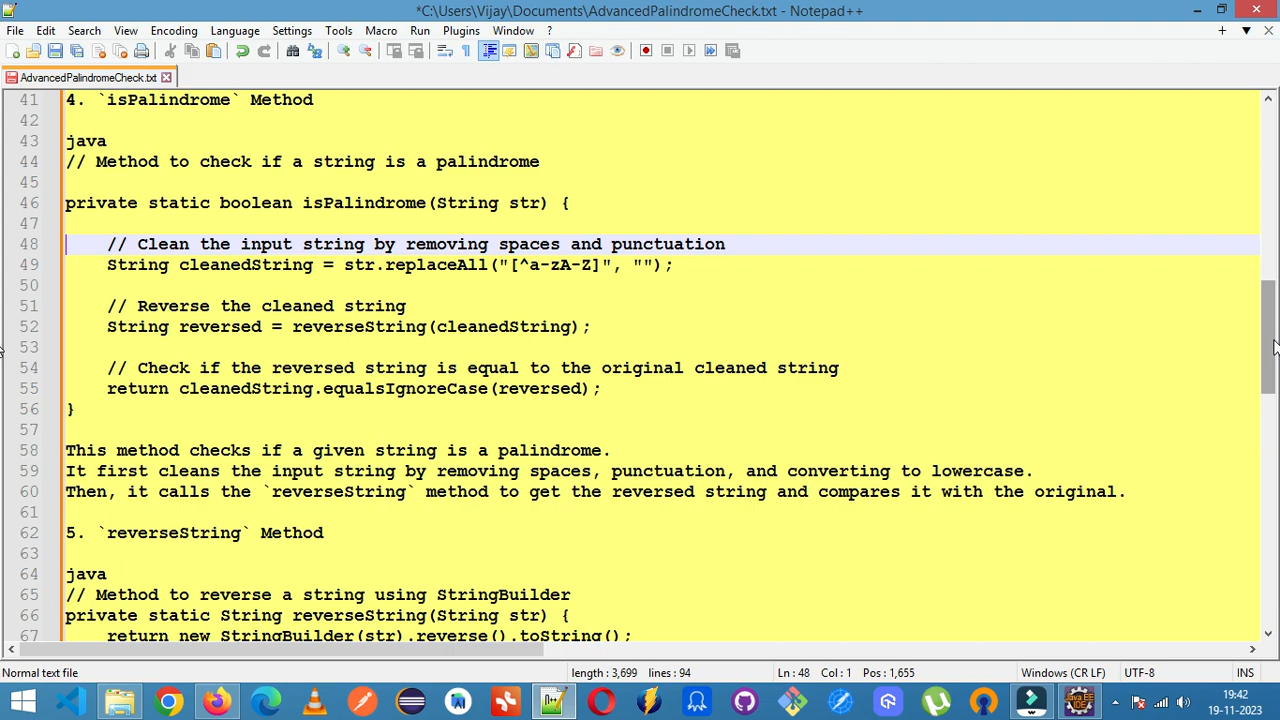 *C:\Users\Vijay\Documents\AdvancedPalindromeCheck.txt - Notepad++
File Edit Search View Encoding Language Settings Tools Macro Run Plugins Window ?
AdvancedPalindromeCheck.txt
41 4. `isPalindrome` Method
42
43 java
44 // Method to check if a string is a palindrome
45
46 private static boolean isPalindrome(String str) {
47
48 // Clean the input string by removing spaces and punctuation
49 String cleanedString = str.replaceAll("[^a-zA-Z]", "");
50
51 // Reverse the cleaned string
52 String reversed = reverseString(cleanedString);
53
54 // Check if the reversed string is equal to the original cleaned string
55 return cleanedString.equalsIgnoreCase(reversed);
56 }
57
58 This method checks if a given string is a palindrome.
59 It first cleans the input string by removing spaces, punctuation, and converting to lowercase.
60 Then, it calls the `reverseString` method to get the reversed string and compares it with the original.
61
62 5. `reverseString` Method
63
64 java
65 // Method to reverse a string using StringBuilder
66 private static String reverseString(String str) {
67 return new StringBuilder(str).reverse().toString();
Normal text file length : 3,699 lines : 94 Ln : 48 Col : 1 Pos : 1,655 Windows (CR LF) UTF-8 INS
19:42
19-11-2023